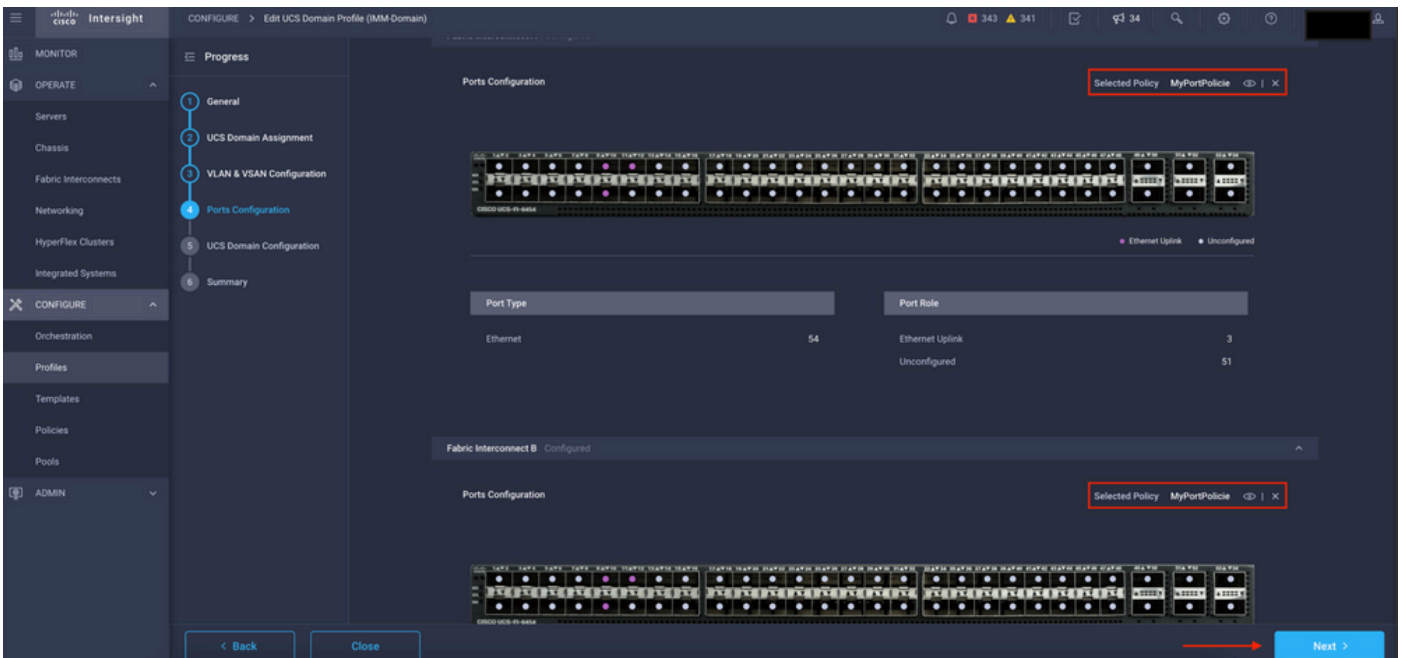 cisco Intersight
CONFIGURE > Edit UCS Domain Profile (IMM-Domain)
343 341 34
MONITOR
OPERATE
Servers
Chassis
Fabric Interconnects
Networking
HyperFlex Clusters
Integrated Systems
CONFIGURE
Orchestration
Profiles
Templates
Policies
Pools
ADMIN
Progress
1 General
2 UCS Domain Assignment
3 VLAN & VSAN Configuration
4 Ports Configuration
5 UCS Domain Configuration
6 Summary
Ports Configuration
Selected Policy MyPortPolicie | ×
CISCO UCS-FI-6454
Ethernet Uplink Unconfigured
Port Type
Ethernet 54
Port Role
Ethernet Uplink 3
Unconfigured 51
Fabric Interconnect B Configured
Ports Configuration
Selected Policy MyPortPolicie | ×
CISCO UCS-FI-6454
< Back
Close
Next >